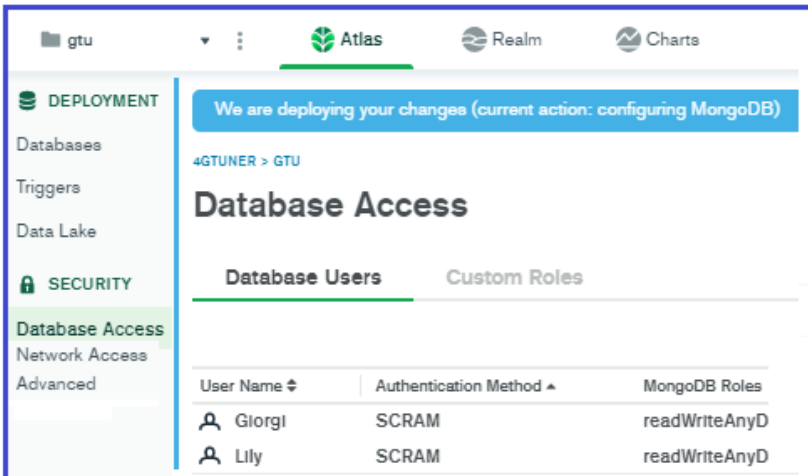 gtu
Atlas
Realm
Charts
DEPLOYMENT
Databases
Triggers
Data Lake
SECURITY
Database Access
Network Access
Advanced
We are deploying your changes (current action: configuring MongoDB)
4GTUNER > GTU
Database Access
Database Users Custom Roles
User Name Authentication Method MongoDB Roles
Giorgi SCRAM readWriteAnyD
Lily SCRAM readWriteAnyD